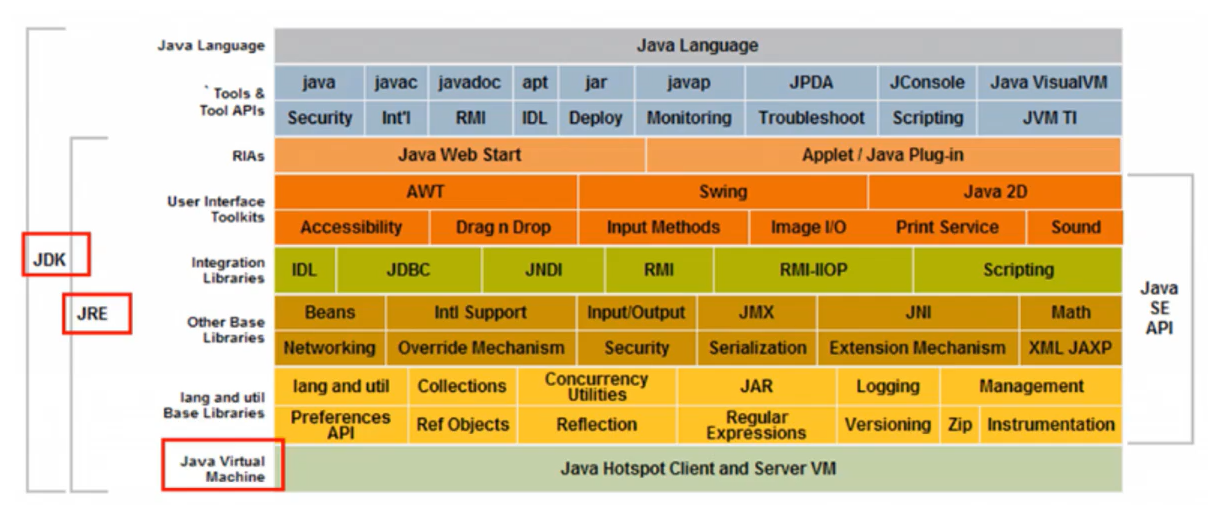 Java Language
Java Language
` Tools &
Tool APIs
java javac javadoc apt jar javap JPDA JConsole Java VisualVM
Security Int'l RMI IDL Deploy Monitoring Troubleshoot Scripting JVM TI
RIAs
Java Web Start Applet / Java Plug-in
User Interface
Toolkits
AWT Swing Java 2D
Accessibility Drag n Drop Input Methods Image I/O Print Service Sound
JDK
Integration
Libraries
IDL JDBC JNDI RMI RMI-IIOP Scripting
JRE
Other Base
Libraries
Beans Intl Support Input/Output JMX JNI Math
Networking Override Mechanism Security Serialization Extension Mechanism XML JAXP
Java
SE
API
lang and util
Base Libraries
lang and util Collections Concurrency
Utilities JAR Logging Management
Preferences
API Ref Objects Reflection Regular
Expressions Versioning Zip Instrumentation
Java Virtual
Machine
Java Hotspot Client and Server VM